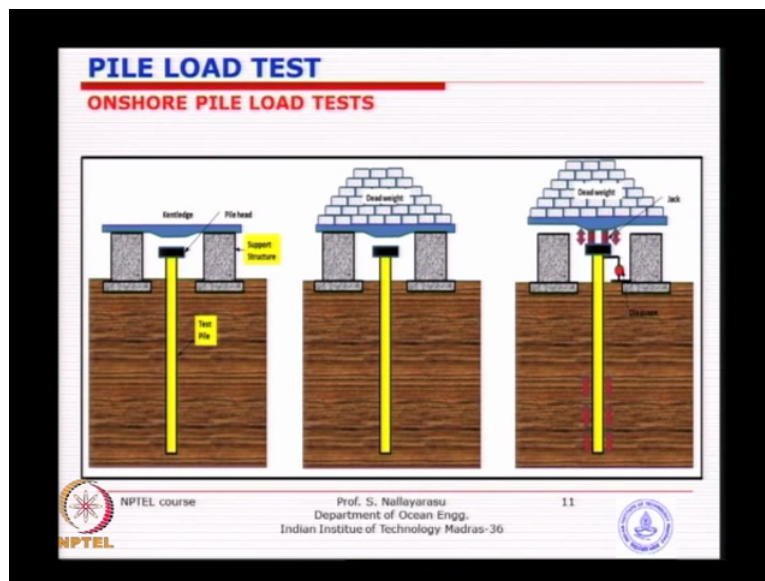 PILE LOAD TEST
ONSHORE PILE LOAD TESTS
Kentledge
Pile head
Support
Structure
Test
Pile
Dead weight
Dead weight
Jack
NPTEL course
Prof. S. Nallayarasu
Department of Ocean Engg.
Indian Institue of Technology Madras-36
11
NPTEL